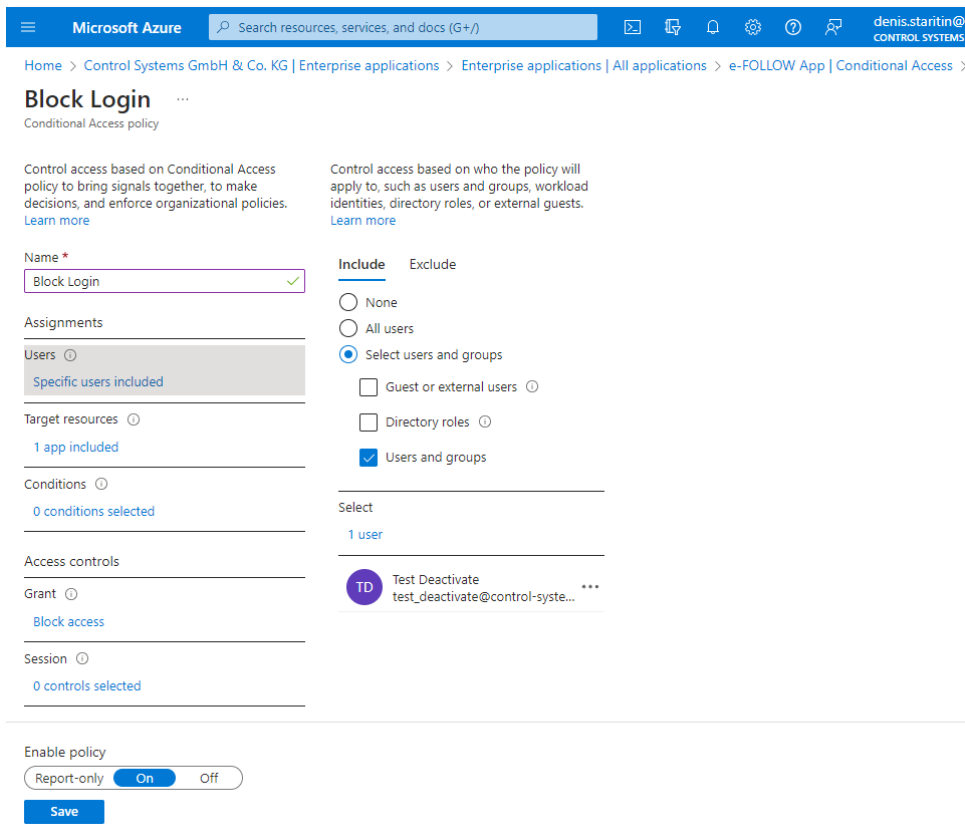 Microsoft Azure
Search resources, services, and docs (G+/)
denis.staritin@
CONTROL SYSTEMS
Home > Control Systems GmbH & Co. KG | Enterprise applications > Enterprise applications | All applications > e-FOLLOW App | Conditional Access >
Block Login ...
Conditional Access policy
Control access based on Conditional Access
policy to bring signals together, to make
decisions, and enforce organizational policies.
Learn more
Name *
Block Login
Assignments
Users
Specific users included
Target resources
1 app included
Conditions
0 conditions selected
Access controls
Grant
Block access
Session
0 controls selected
Control access based on who the policy will
apply to, such as users and groups, workload
identities, directory roles, or external guests.
Learn more
Include Exclude
None
All users
Select users and groups
Guest or external users
Directory roles
Users and groups
Select
1 user
TD
Test Deactivate
test_deactivate@control-syste...
Enable policy
Report-only On Off
Save